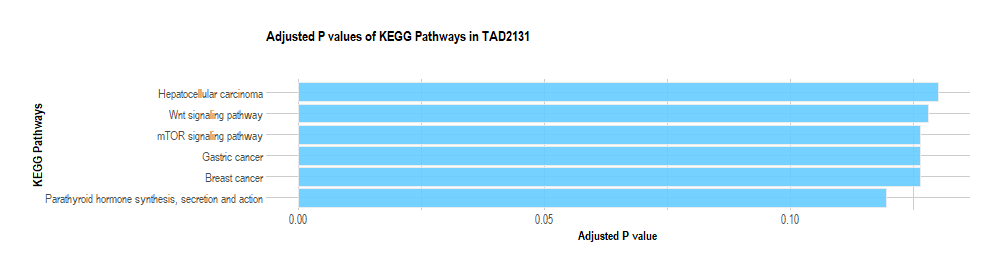 Adjusted P values of KEGG Pathways in TAD2131
KEGG Pathways
Hepatocellular carcinoma
Wnt signaling pathway
mTOR signaling pathway
Gastric cancer
Breast cancer
Parathyroid hormone synthesis, secretion and action
0.00 0.05 0.10
Adjusted P value